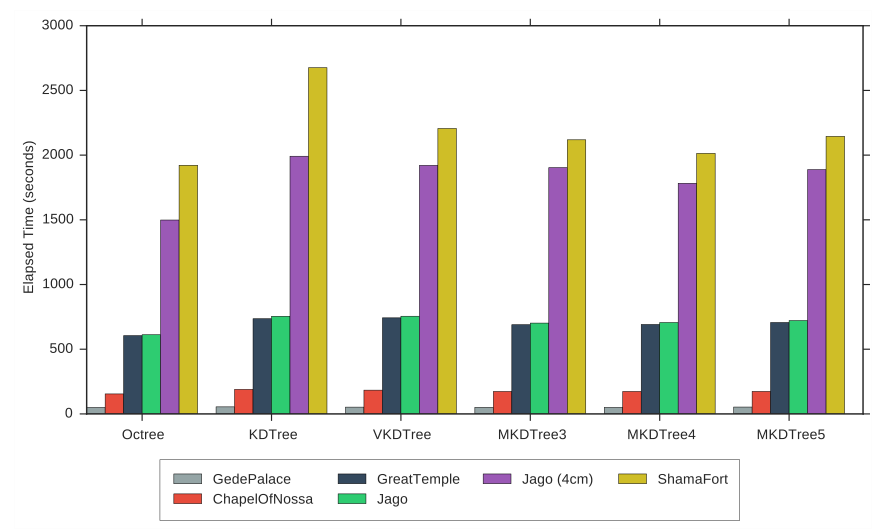 3000
2500
2000
1500
1000
500
0
Elapsed Time (seconds)
Octree KDTree VKDTree MKDTree3 MKDTree4 MKDTree5
GedePalace GreatTemple Jago (4cm) ShamaFort
ChapelOfNossa Jago